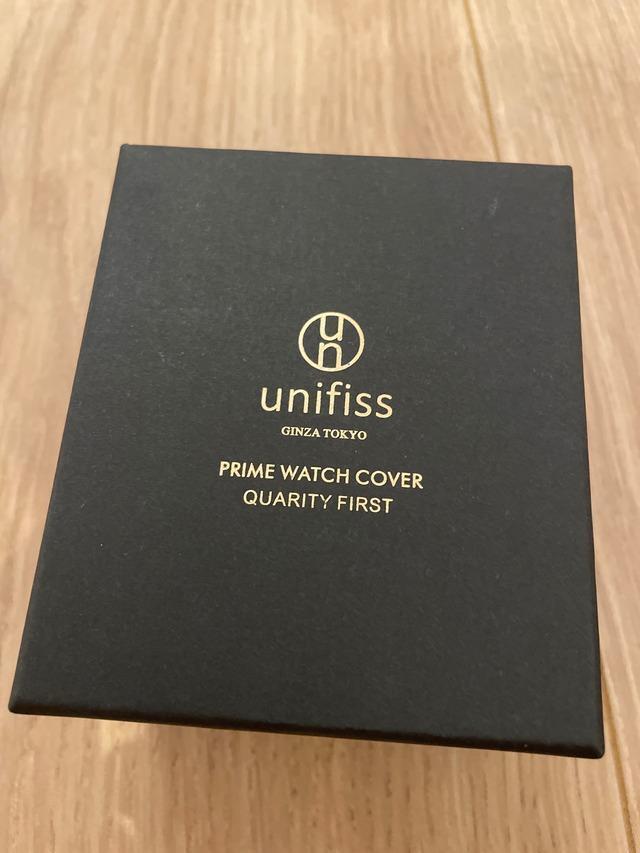 un
unifiss
GINZA TOKYO
PRIME WATCH COVER
QUARITY FIRST